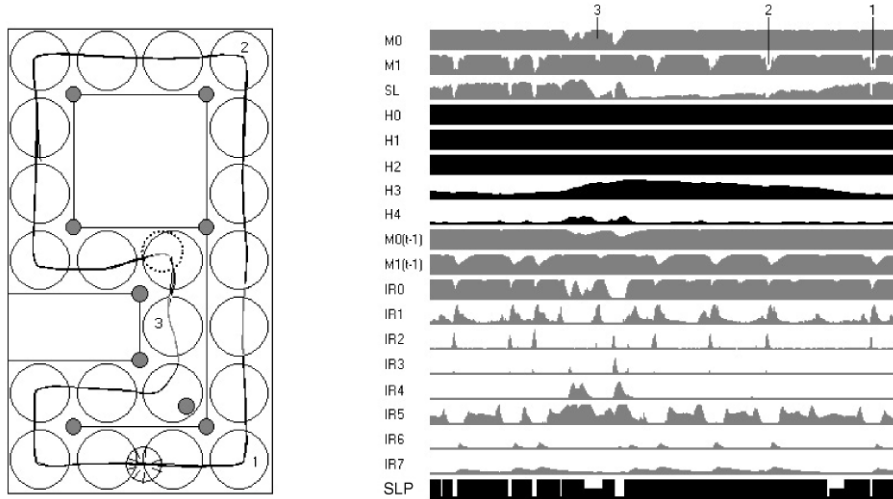 2
3
1
3
2
1
M0
M1
SL
H0
H1
H2
H3
H4
M0(t-1)
M1(t-1)
IR0
IR1
IR2
IR3
IR4
IR5
IR6
IR7
SLP